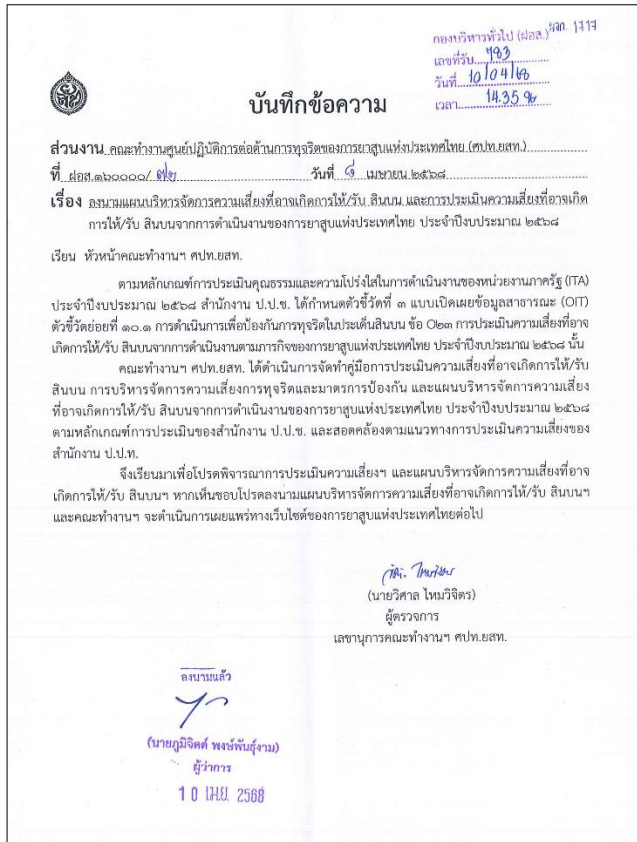 กองบริหารทั่วไป (ฝอส.) ฝอก. 1717
เลขที่รับ 783
วันที่ 10/04/68
เวลา 14.35 น
บันทึกข้อความ
ส่วนงาน คณะทำงานศูนย์ปฏิบัติการต่อต้านการทุจริตของการยาสูบแห่งประเทศไทย (ศปท.ยสท.)
ที่ ฝอส.๑๖๐๐๐๐/ ๗๒ วันที่ เมษายน ๒๕๖๘
เรื่อง ลงนามแผนบริหารจัดการความเสี่ยงที่อาจเกิดการให้/รับ สินบน และการประเมินความเสี่ยงที่อาจเกิด
การให้/รับ สินบนจากการดำเนินงานของการยาสูบแห่งประเทศไทย ประจำปีงบประมาณ ๒๕๖๘
เรียน หัวหน้าคณะทำงานฯ ศปท.ยสท.
ตามหลักเกณฑ์การประเมินคุณธรรมและความโปร่งใสในการดำเนินงานของหน่วยงานภาครัฐ (ITA)
ประจำปีงบประมาณ ๒๕๖๘ สำนักงาน ป.ป.ช. ได้กำหนดตัวชี้วัดที่ ๓ แบบเปิดเผยข้อมูลสาธารณะ (OIT)
ตัวชี้วัดย่อยที่ ๑๐.๑ การดำเนินการเพื่อป้องกันการทุจริตในประเด็นสินบน ข้อ O๒๓ การประเมินความเสี่ยงที่อาจ
เกิดการให้/รับ สินบนจากการดำเนินงานตามภารกิจของการยาสูบแห่งประเทศไทย ประจำปีงบประมาณ ๒๕๖๘ นั้น
คณะทำงานฯ ศปท.ยสท. ได้ดำเนินการจัดทำคู่มือการประเมินความเสี่ยงที่อาจเกิดการให้/รับ
สินบน การบริหารจัดการความเสี่ยงการทุจริตและมาตรการป้องกัน และแผนบริหารจัดการความเสี่ยง
ที่อาจเกิดการให้/รับ สินบนจากการดำเนินงานของการยาสูบแห่งประเทศไทย ประจำปีงบประมาณ ๒๕๖๘
ตามหลักเกณฑ์การประเมินของสำนักงาน ป.ป.ช. และสอดคล้องตามแนวทางการประเมินความเสี่ยงของ
สำนักงาน ป.ป.ท.
จึงเรียนมาเพื่อโปรดพิจารณาการประเมินความเสี่ยงฯ และแผนบริหารจัดการความเสี่ยงที่อาจ
เกิดการให้/รับ สินบนฯ หากเห็นชอบโปรดลงนามแผนบริหารจัดการความเสี่ยงที่อาจเกิดการให้/รับ สินบนฯ
และคณะทำงานฯ จะดำเนินการเผยแพร่ทางเว็บไซต์ของการยาสูบแห่งประเทศไทยต่อไป
(นายวิศาล ไหมวิจิตร)
ผู้ตรวจการ
เลขานุการคณะทำงานฯ ศปท.ยสท.
ลงนามแล้ว
(นายภูมิจิตต์ พงษ์พันธุ์งาม)
ผู้ว่าการ
10 เม.ย. 2568